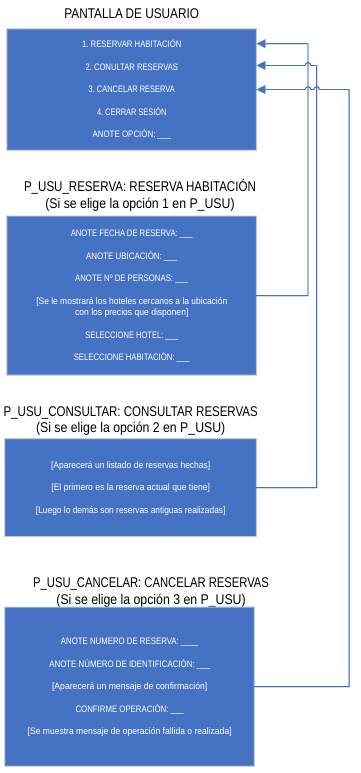 PANTALLA DE USUARIO
1. RESERVAR HABITACIÓN
2. CONULTAR RESERVAS
3. CANCELAR RESERVA
4. CERRAR SESIÓN
ANOTE OPCIÓN: ___
P_USU_RESERVA: RESERVA HABITACIÓN
(Si se elige la opción 1 en P_USU)
ANOTE FECHA DE RESERVA: ___
ANOTE UBICACIÓN: ___
ANOTE Nº DE PERSONAS: ___
[Se le mostrará los hoteles cercanos a la ubicación
con los precios que disponen]
SELECCIONE HOTEL: ___
SELECCIONE HABITACIÓN: ___
P_USU_CONSULTAR: CONSULTAR RESERVAS
(Si se elige la opción 2 en P_USU)
[Aparecerá un listado de reservas hechas]
[El primero es la reserva actual que tiene]
[Luego lo demás son reservas antiguas realizadas]
P_USU_CANCELAR: CANCELAR RESERVAS
(Si se elige la opción 3 en P_USU)
ANOTE NUMERO DE RESERVA: ____
ANOTE NÚMERO DE IDENTIFICACIÓN: ___
[Aparecerá un mensaje de confirmación]
CONFIRME OPERACIÓN: ___
[Se muestra mensaje de operación fallida o realizada]